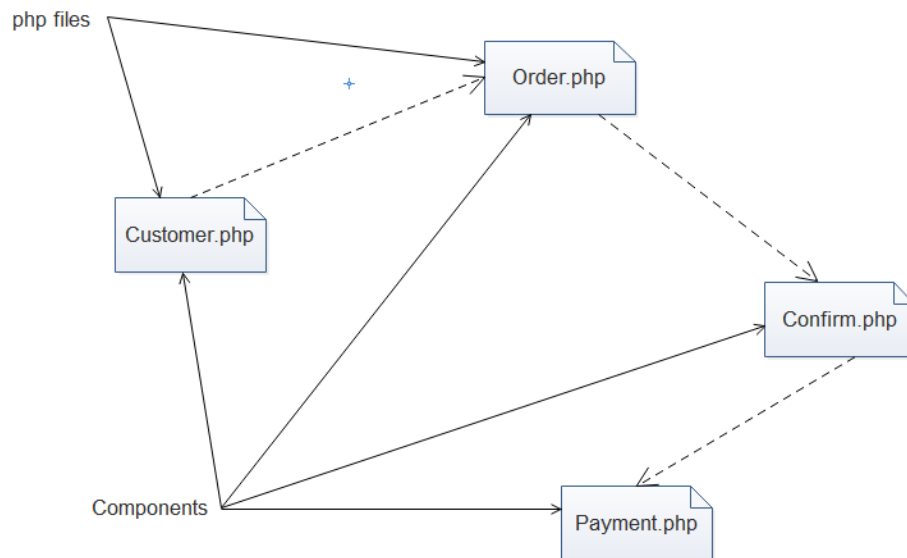 php files
Order.php
Customer.php
Confirm.php
Components
Payment.php